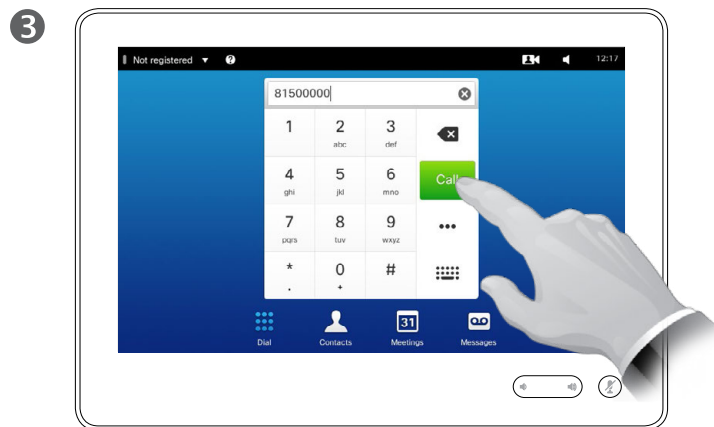 3
Not registered ? 12:17
81500000
1 2 3
abc def
4 5 6 Call
ghi jkl mno
7 8 9
pqrs tuv wxyz
* 0 #
. +
31
Dial Contacts Meetings Messages